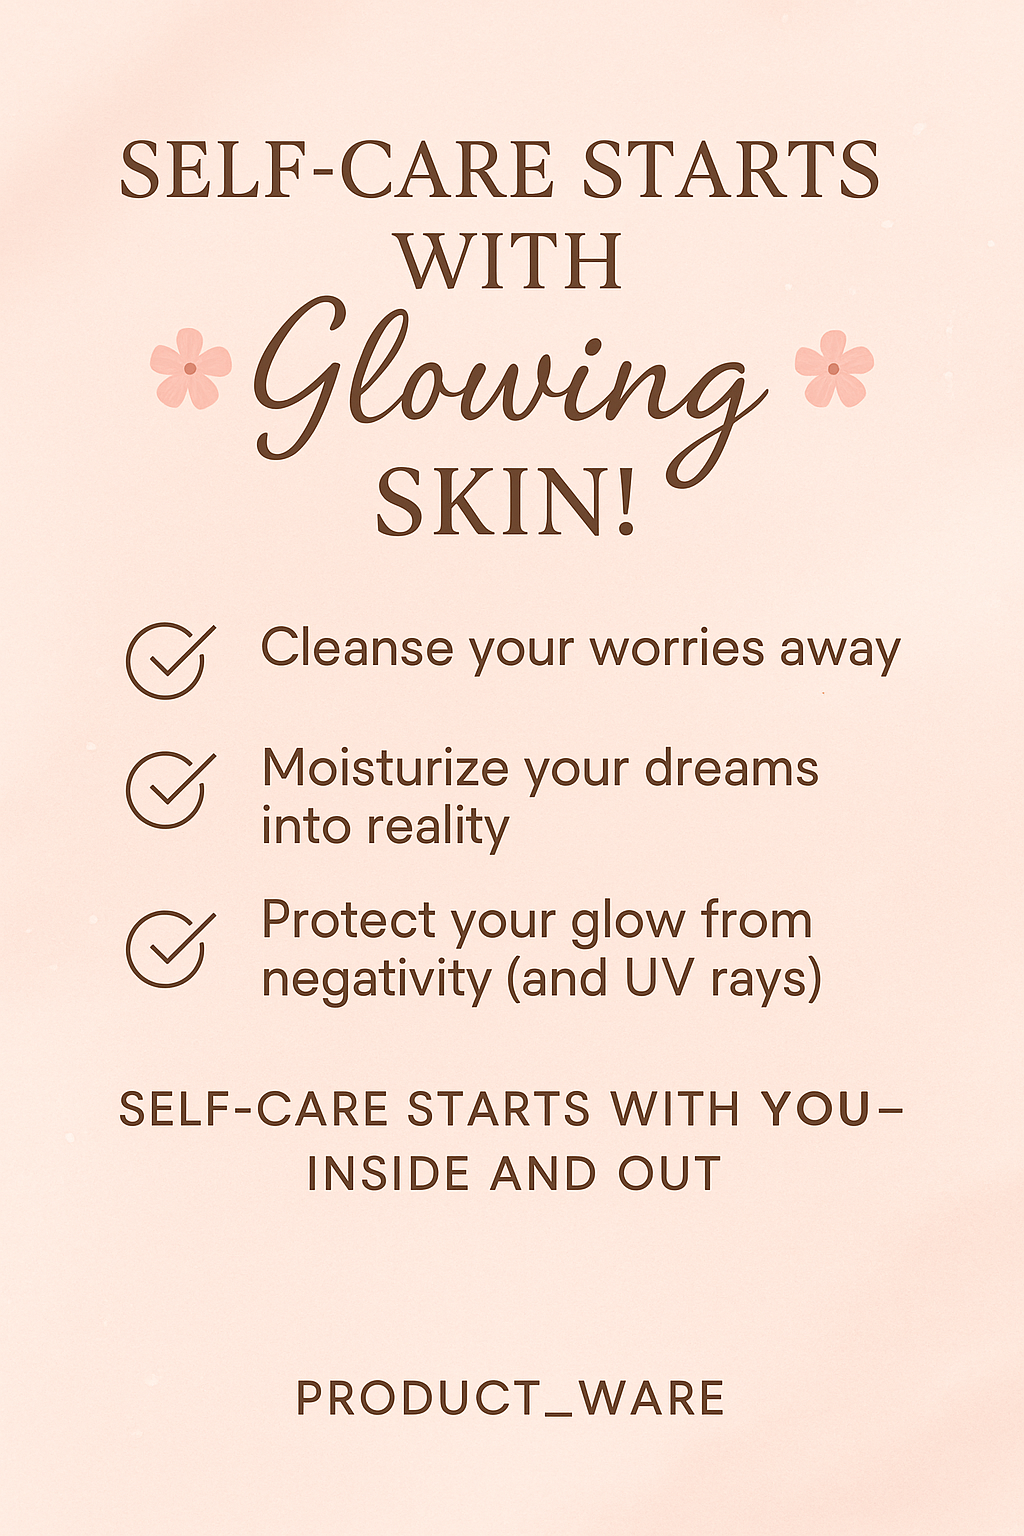 SELF-CARE STARTS
WITH
Glowing
SKIN!
Cleanse your worries away
Moisturize your dreams
into reality
Protect your glow from
negativity (and UV rays)
SELF-CARE STARTS WITH YOU–
INSIDE AND OUT
PRODUCT_WARE